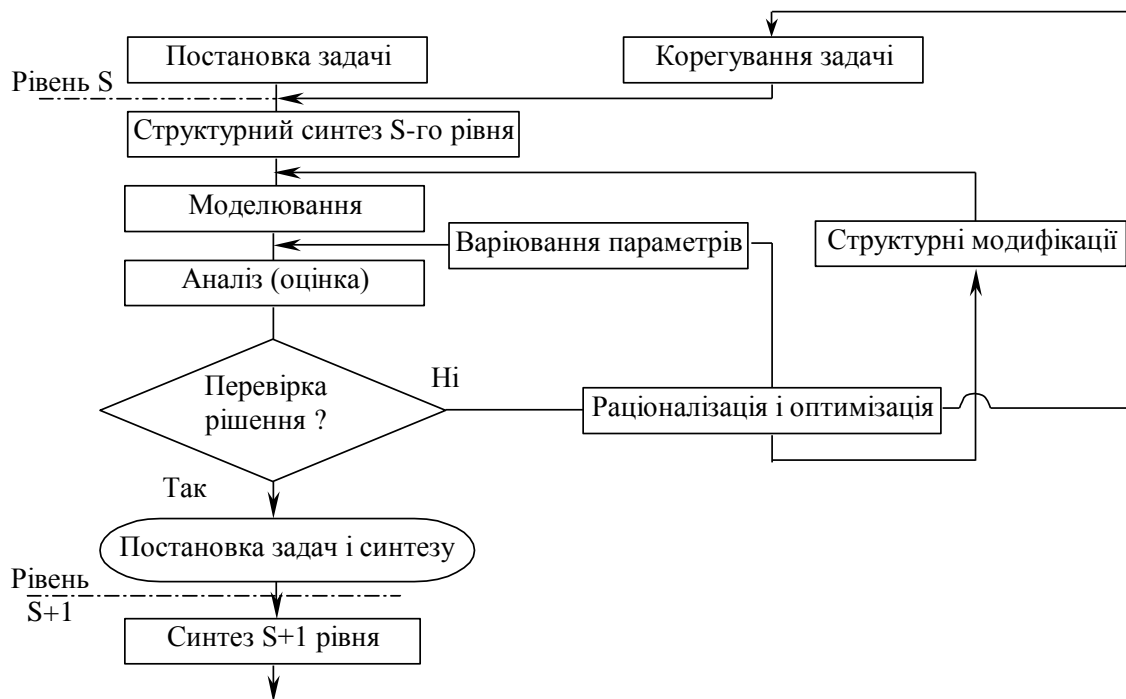 Постановка задачі
Корегування задачі
Рівень S
Структурний синтез S-го рівня
Моделювання
Варіювання параметрів
Структурні модифікації
Аналіз (оцінка)
Перевірка
рішення ?
Ні
Раціоналізація і оптимізація
Так
Постановка задач і синтезу
Рівень
S+1
Синтез S+1 рівня